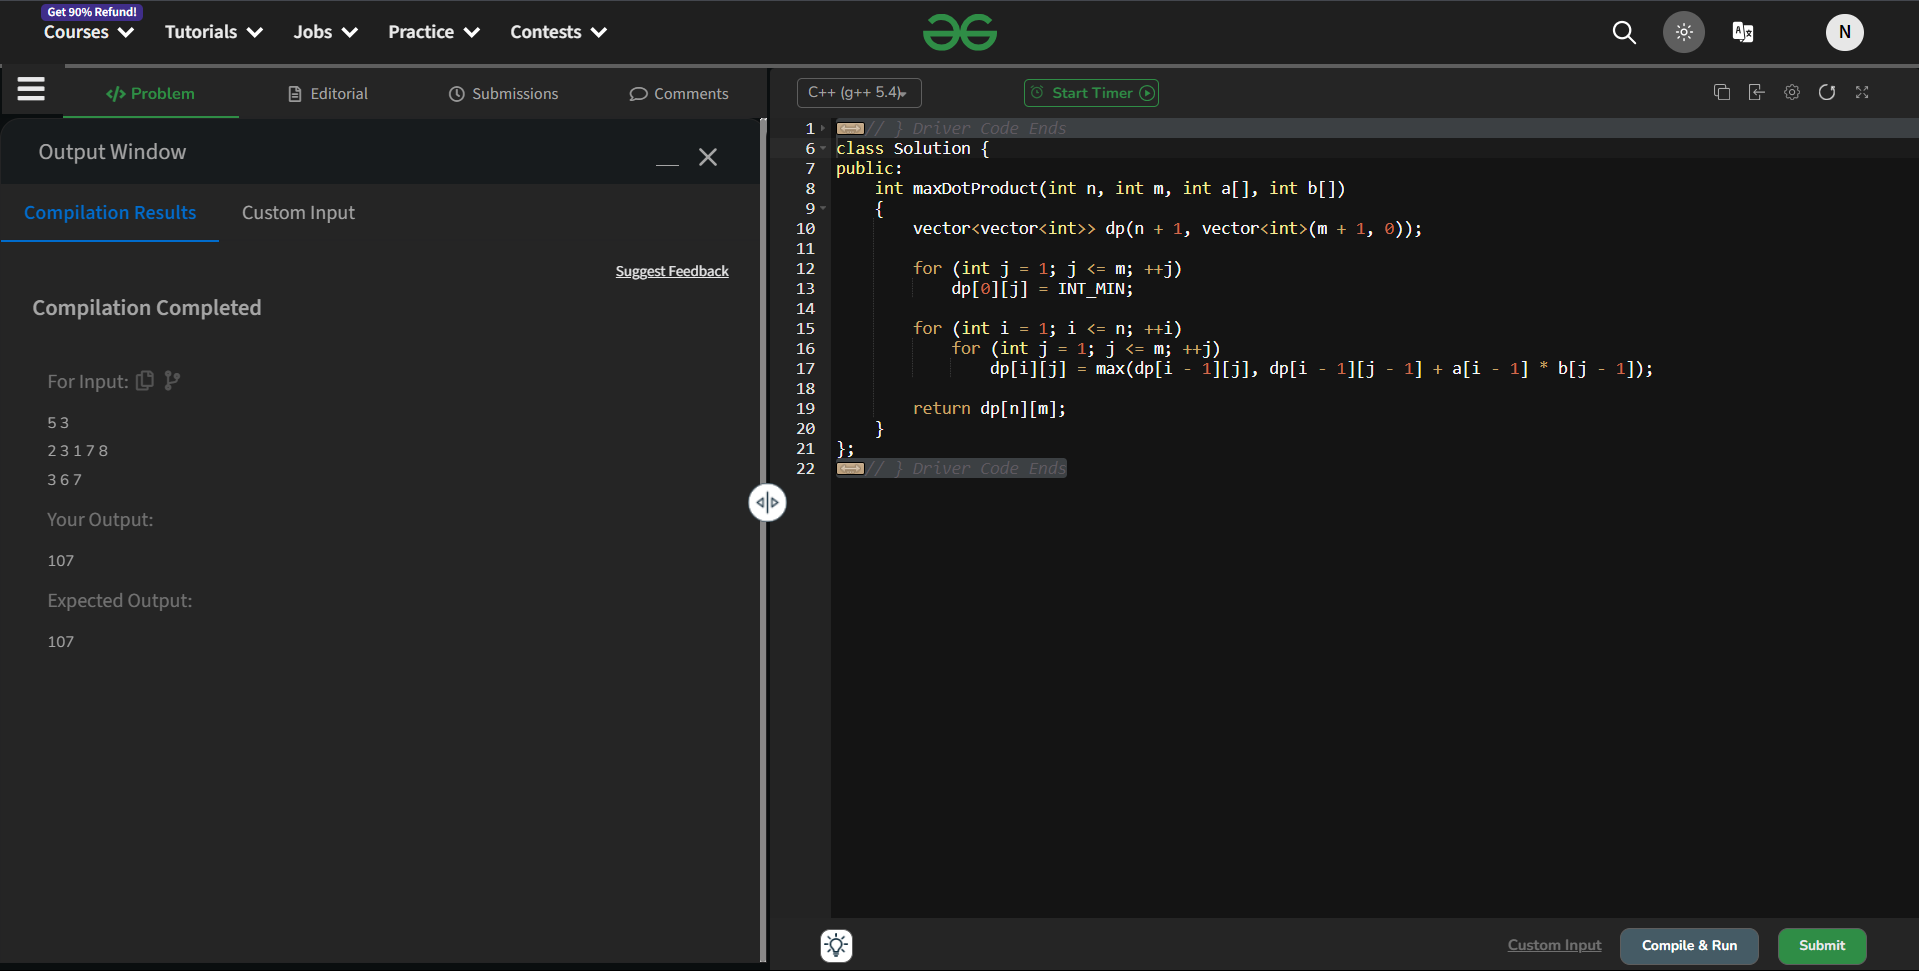 Get 90% Refund!
Courses Tutorials Jobs Practice Contests
N
Problem Editorial Submissions Comments
Output Window
Compilation Results Custom Input
Suggest Feedback
Compilation Completed
For Input:
5 3
2 3 1 7 8
3 6 7
Your Output:
107
Expected Output:
107
C++ (g++ 5.4) Start Timer
1 // } Driver Code Ends
6 class Solution {
7 public:
8 int maxDotProduct(int n, int m, int a[], int b[])
9 {
10 vector<vector<int>> dp(n + 1, vector<int>(m + 1, 0));
11
12 for (int j = 1; j <= m; ++j)
13 dp[0][j] = INT_MIN;
14
15 for (int i = 1; i <= n; ++i)
16 for (int j = 1; j <= m; ++j)
17 dp[i][j] = max(dp[i - 1][j], dp[i - 1][j - 1] + a[i - 1] * b[j - 1]);
18
19 return dp[n][m];
20 }
21 };
22 // } Driver Code Ends
Custom Input Compile & Run Submit